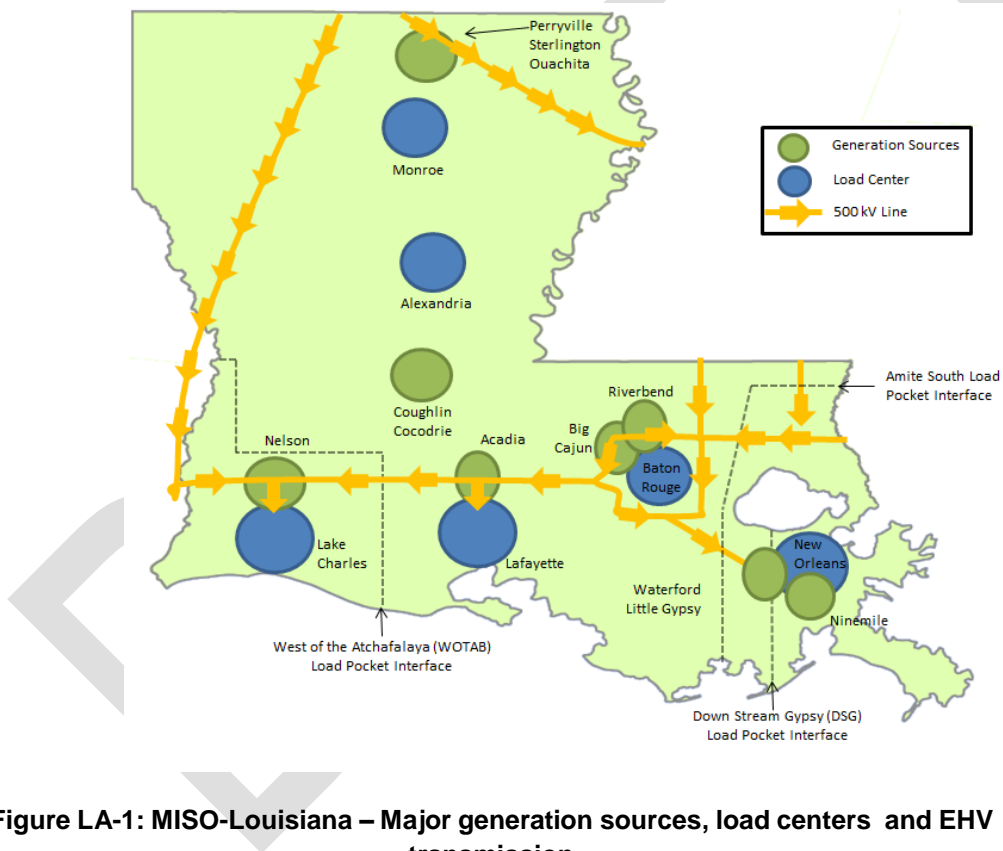 Perryville
Sterlington
Ouachita
Monroe
Generation Sources
Load Center
500 kV Line
Alexandria
Coughlin
Cocodrie
Riverbend
Amite South Load
Pocket Interface
Nelson
Acadia
Big
Cajun
Baton
Rouge
Lake
Charles
Lafayette
New
Orleans
Waterford
Little Gypsy
Ninemile
West of the Atchafalaya (WOTAB)
Load Pocket Interface
Down Stream Gypsy (DSG)
Load Pocket Interface
Figure LA-1: MISO-Louisiana – Major generation sources, load centers and EHV
transmission